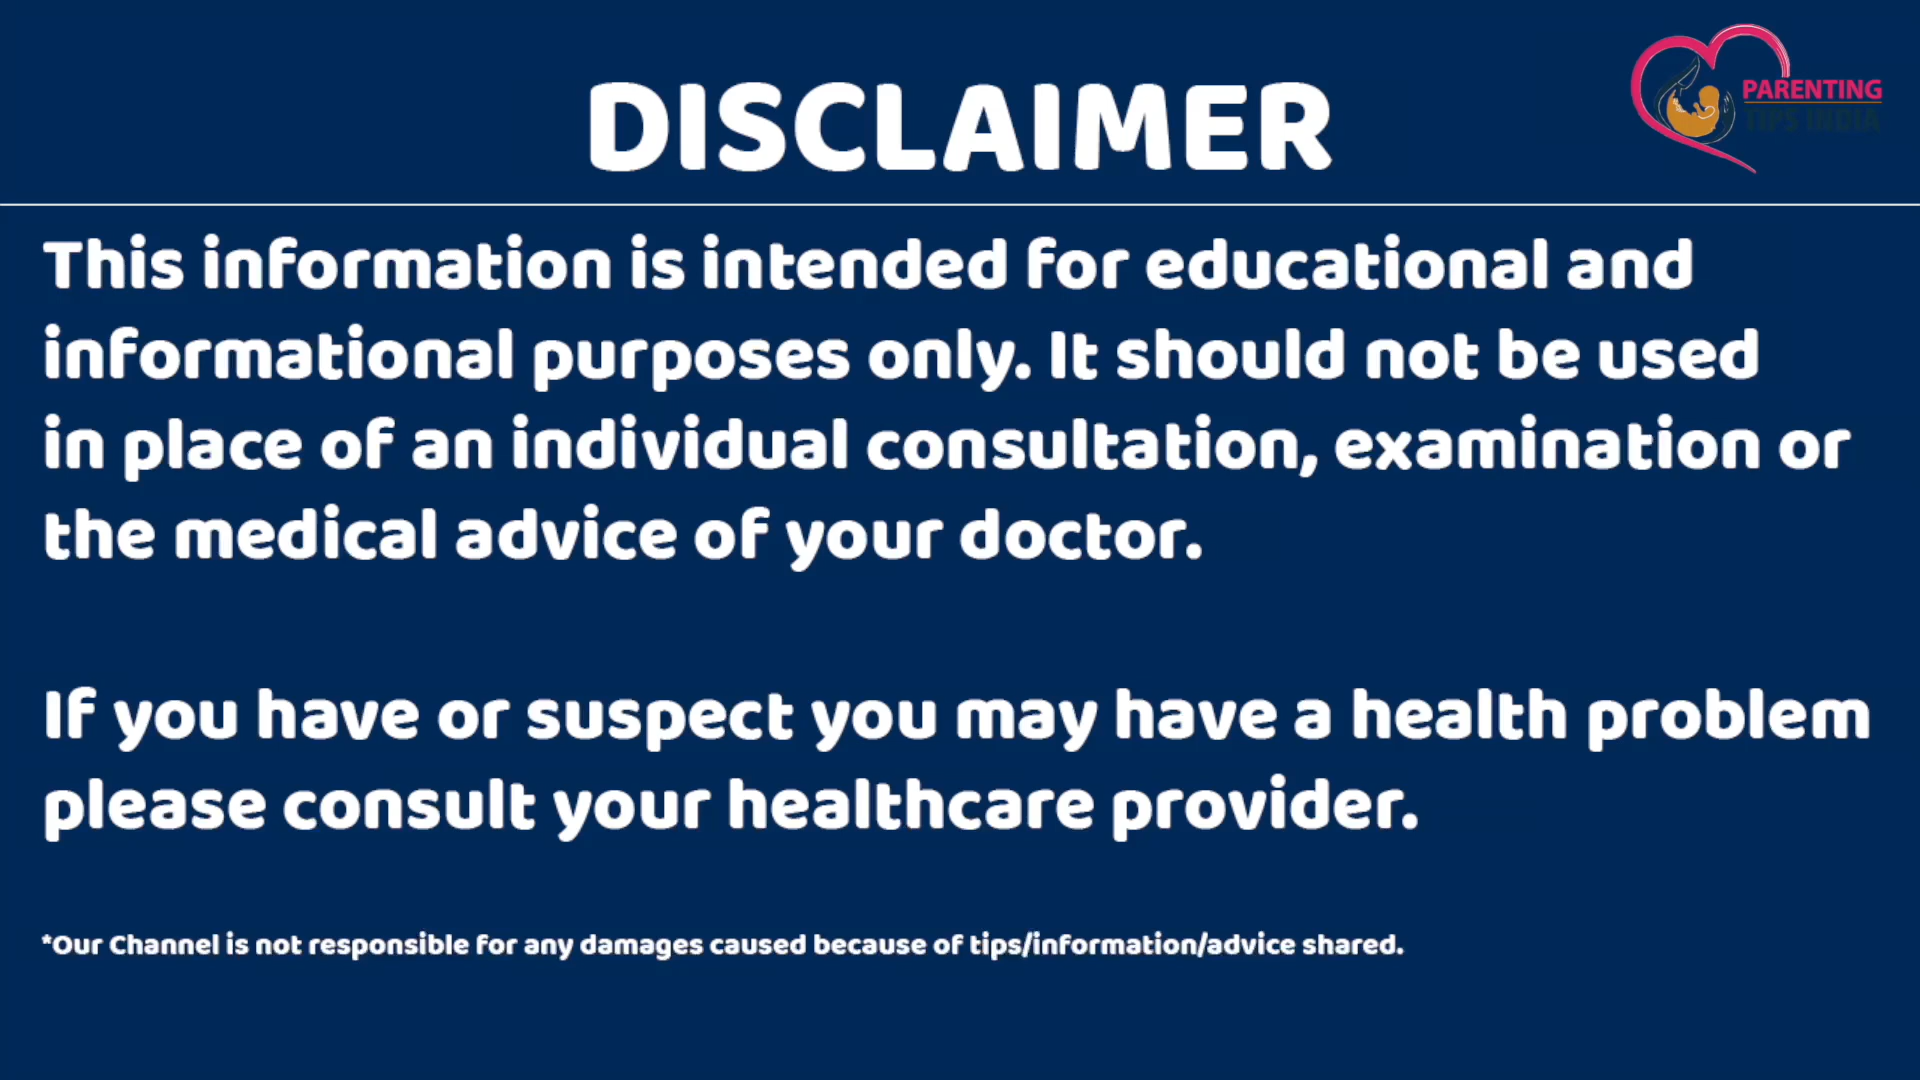 DISCLAIMER
PARENTING
TIPS INDIA
This information is intended for educational and
informational purposes only. It should not be used
in place of an individual consultation, examination or
the medical advice of your doctor.
If you have or suspect you may have a health problem
please consult your healthcare provider.
*Our Channel is not responsible for any damages caused because of tips/information/advice shared.